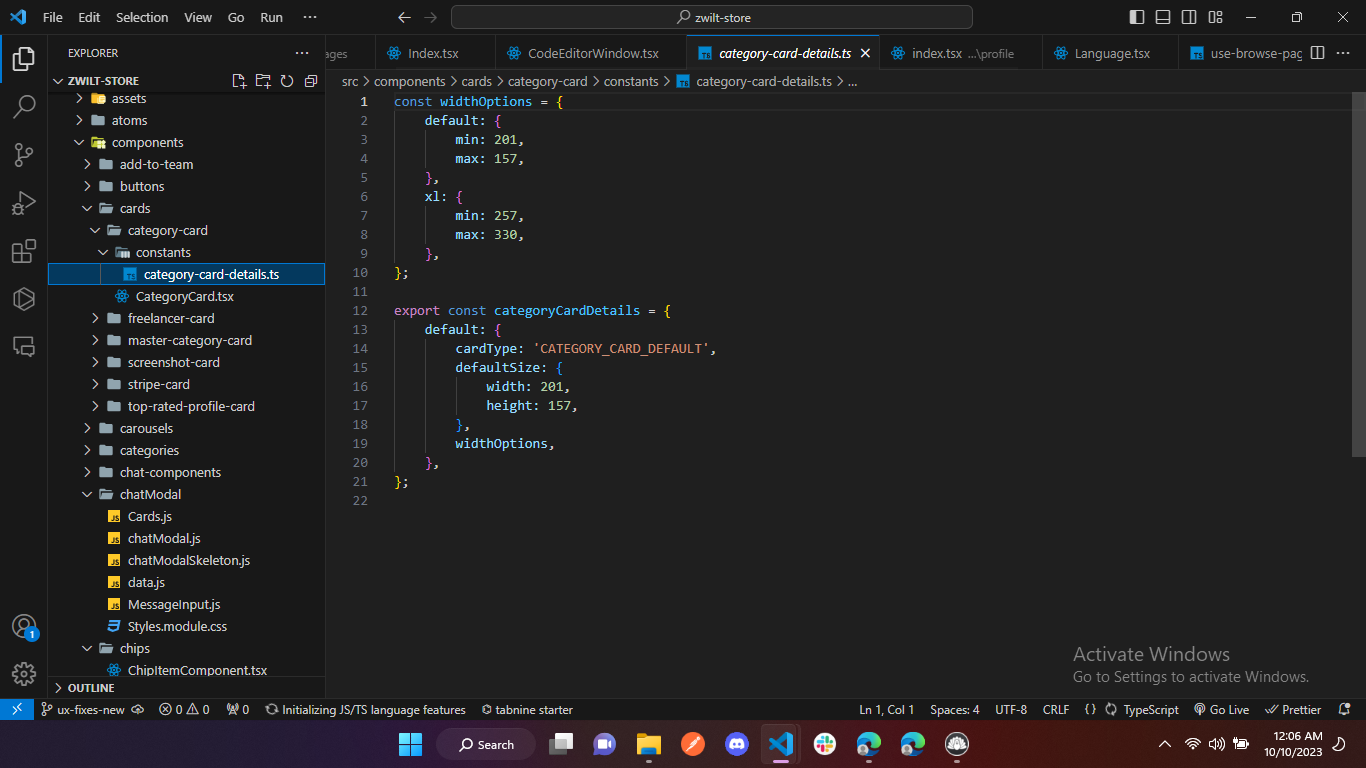 File Edit Selection View Go Run ···
zwilt-store
EXPLORER ···
ages Index.tsx CodeEditorWindow.tsx category-card-details.ts index.tsx ...\profile Language.tsx use-browse-pag ···
ZWILT-STORE
src > components > cards > category-card > constants > TS category-card-details.ts > ...
assets
atoms
components
add-to-team
buttons
cards
category-card
constants
TS category-card-details.ts
CategoryCard.tsx
freelancer-card
master-category-card
screenshot-card
stripe-card
top-rated-profile-card
carousels
categories
chat-components
chatModal
JS Cards.js
JS chatModal.js
JS chatModalSkeleton.js
JS data.js
JS MessageInput.js
Styles.module.css
chips
ChipItemComponent.tsx
OUTLINE
1 const widthOptions = {
2 default: {
3 min: 201,
4 max: 157,
5 },
6 xl: {
7 min: 257,
8 max: 330,
9 },
10 };
11
12 export const categoryCardDetails = {
13 default: {
14 cardType: 'CATEGORY_CARD_DEFAULT',
15 defaultSize: {
16 width: 201,
17 height: 157,
18 },
19 widthOptions,
20 },
21 };
22
1
Activate Windows
Go to Settings to activate Windows.
ux-fixes-new 0 0 0 Initializing JS/TS language features tabnine starter Ln 1, Col 1 Spaces: 4 UTF-8 CRLF {} TypeScript Go Live Prettier
Search
12:06 AM
10/10/2023